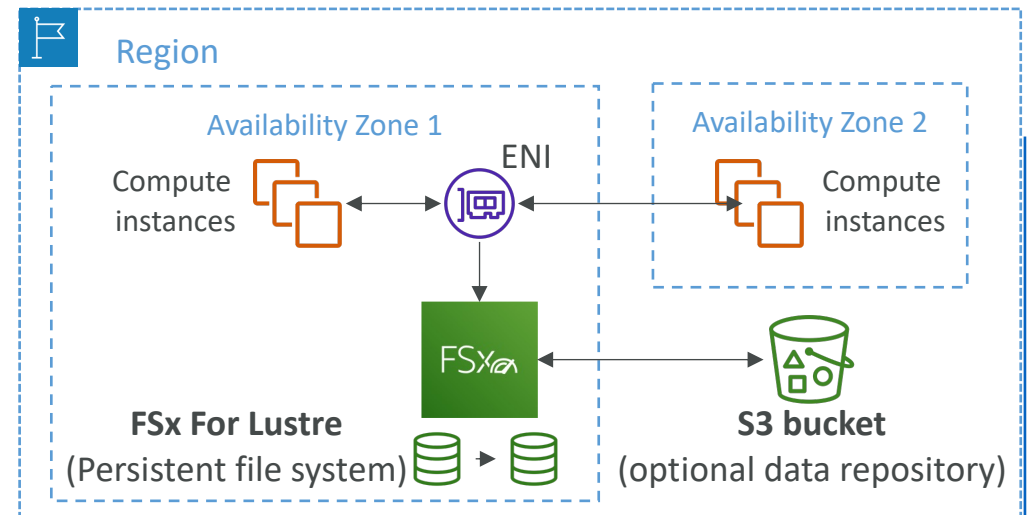 Region
Availability Zone 1
Availability Zone 2
ENI
Compute
instances
Compute
instances
FSx
FSx For Lustre
(Persistent file system)
S3 bucket
(optional data repository)